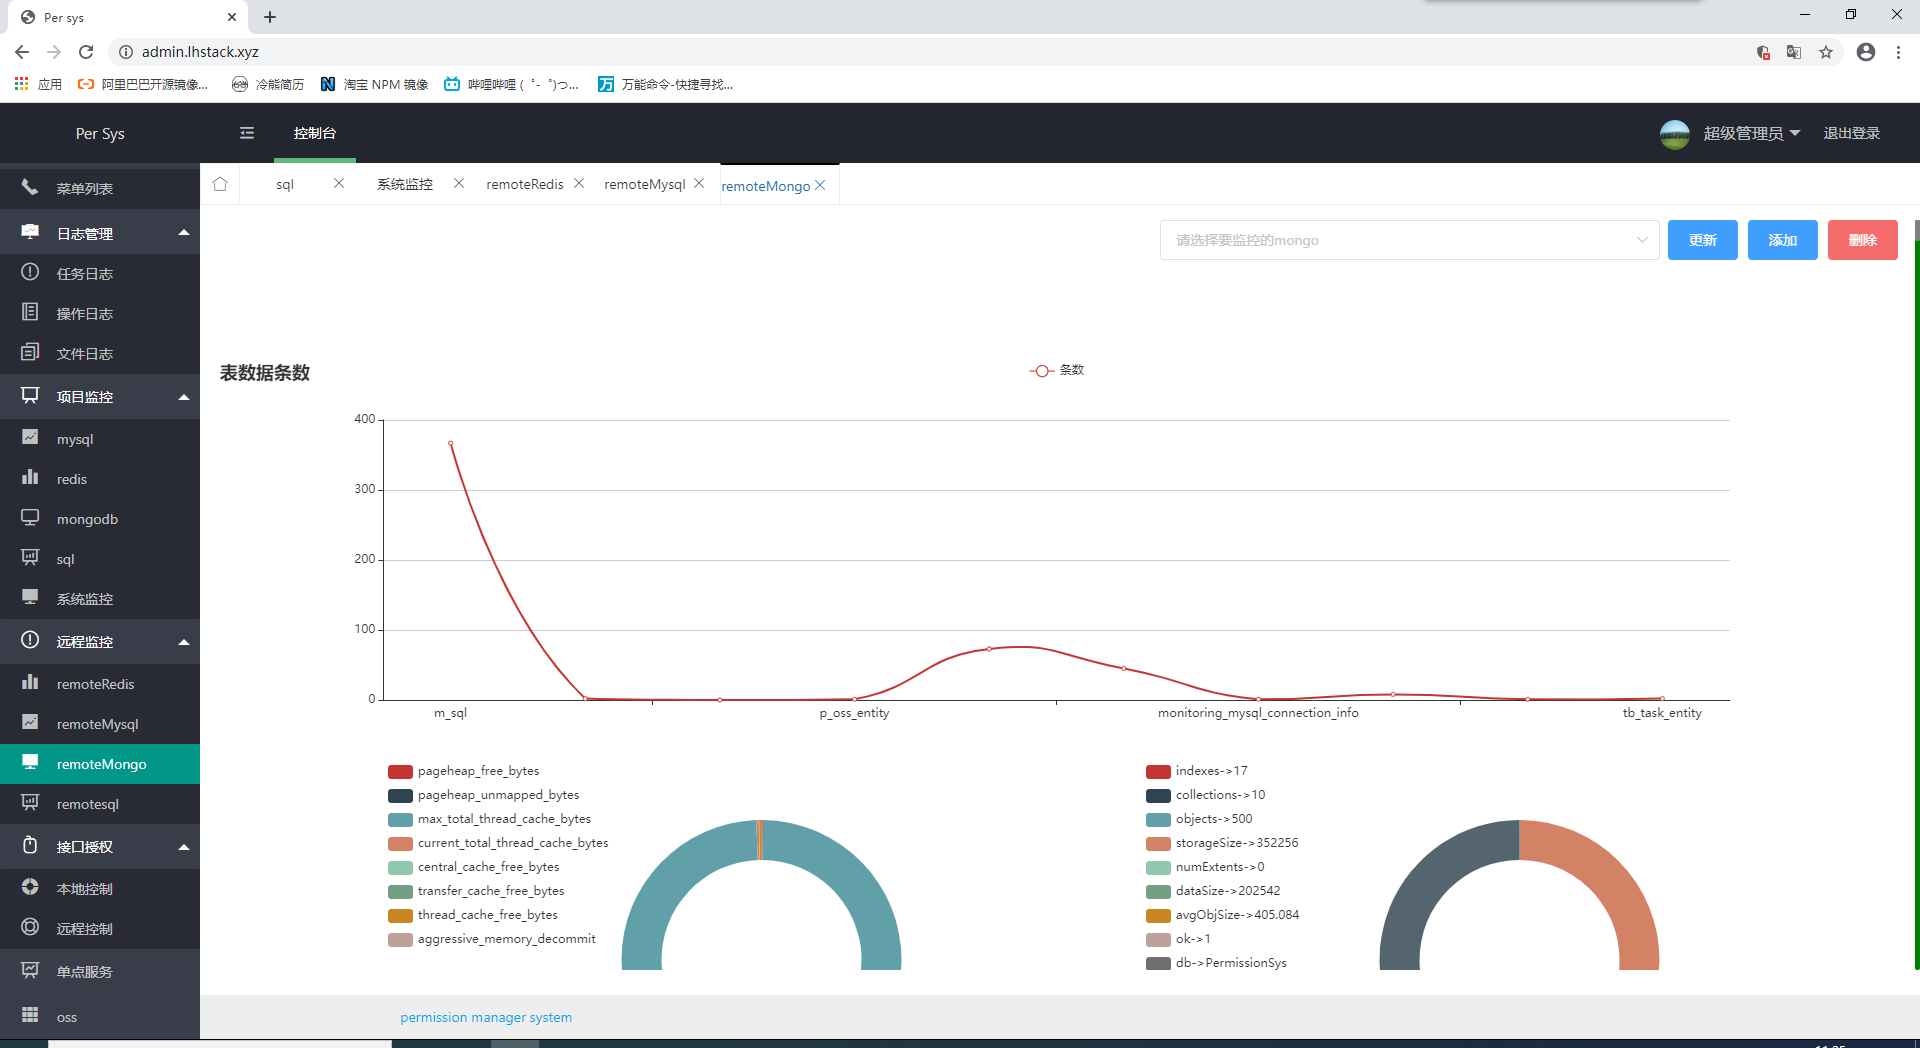 Per sys
admin.lhstack.xyz
应用
阿里巴巴开源镜像...
冷熊简历
淘宝 NPM 镜像
哔哩哔哩 ( ゜- ゜)つ...
万能命令-快捷寻找...
Per Sys
控制台
超级管理员
退出登录
菜单列表
日志管理
任务日志
操作日志
文件日志
项目监控
mysql
redis
mongodb
sql
系统监控
远程监控
remoteRedis
remoteMysql
remoteMongo
remotesql
接口授权
本地控制
远程控制
单点服务
oss
sql
系统监控
remoteRedis
remoteMysql
remoteMongo
请选择要监控的mongo
更新
添加
删除
表数据条数
条数
400
300
200
100
0
m_sql
p_oss_entity
monitoring_mysql_connection_info
tb_task_entity
pageheap_free_bytes
pageheap_unmapped_bytes
max_total_thread_cache_bytes
current_total_thread_cache_bytes
central_cache_free_bytes
transfer_cache_free_bytes
thread_cache_free_bytes
aggressive_memory_decommit
indexes->17
collections->10
objects->500
storageSize->352256
numExtents->0
dataSize->202542
avgObjSize->405.084
ok->1
db->PermissionSys
permission manager system